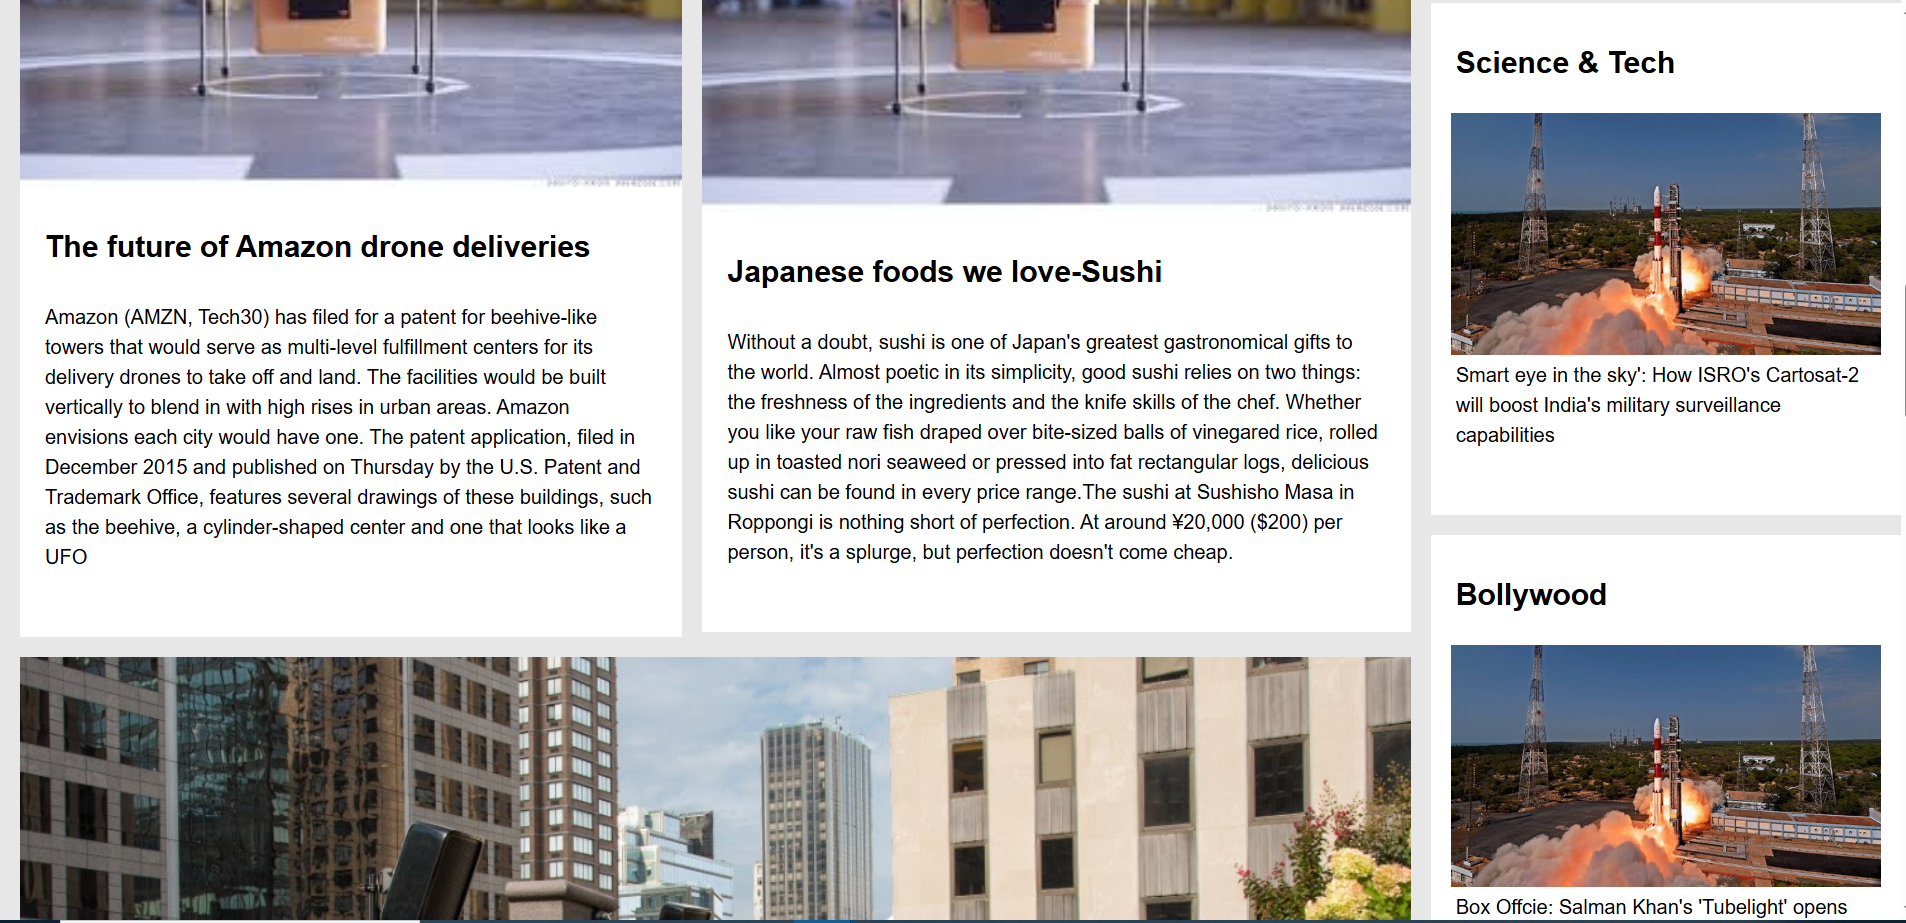 The future of Amazon drone deliveries
Amazon (AMZN, Tech30) has filed for a patent for beehive-like
towers that would serve as multi-level fulfillment centers for its
delivery drones to take off and land. The facilities would be built
vertically to blend in with high rises in urban areas. Amazon
envisions each city would have one. The patent application, filed in
December 2015 and published on Thursday by the U.S. Patent and
Trademark Office, features several drawings of these buildings, such
as the beehive, a cylinder-shaped center and one that looks like a
UFO
Japanese foods we love-Sushi
Without a doubt, sushi is one of Japan's greatest gastronomical gifts to
the world. Almost poetic in its simplicity, good sushi relies on two things:
the freshness of the ingredients and the knife skills of the chef. Whether
you like your raw fish draped over bite-sized balls of vinegared rice, rolled
up in toasted nori seaweed or pressed into fat rectangular logs, delicious
sushi can be found in every price range.The sushi at Sushisho Masa in
Roppongi is nothing short of perfection. At around ¥20,000 ($200) per
person, it's a splurge, but perfection doesn't come cheap.
Science & Tech
Smart eye in the sky': How ISRO's Cartosat-2
will boost India's military surveillance
capabilities
Bollywood
Box Offcie: Salman Khan's 'Tubelight' opens